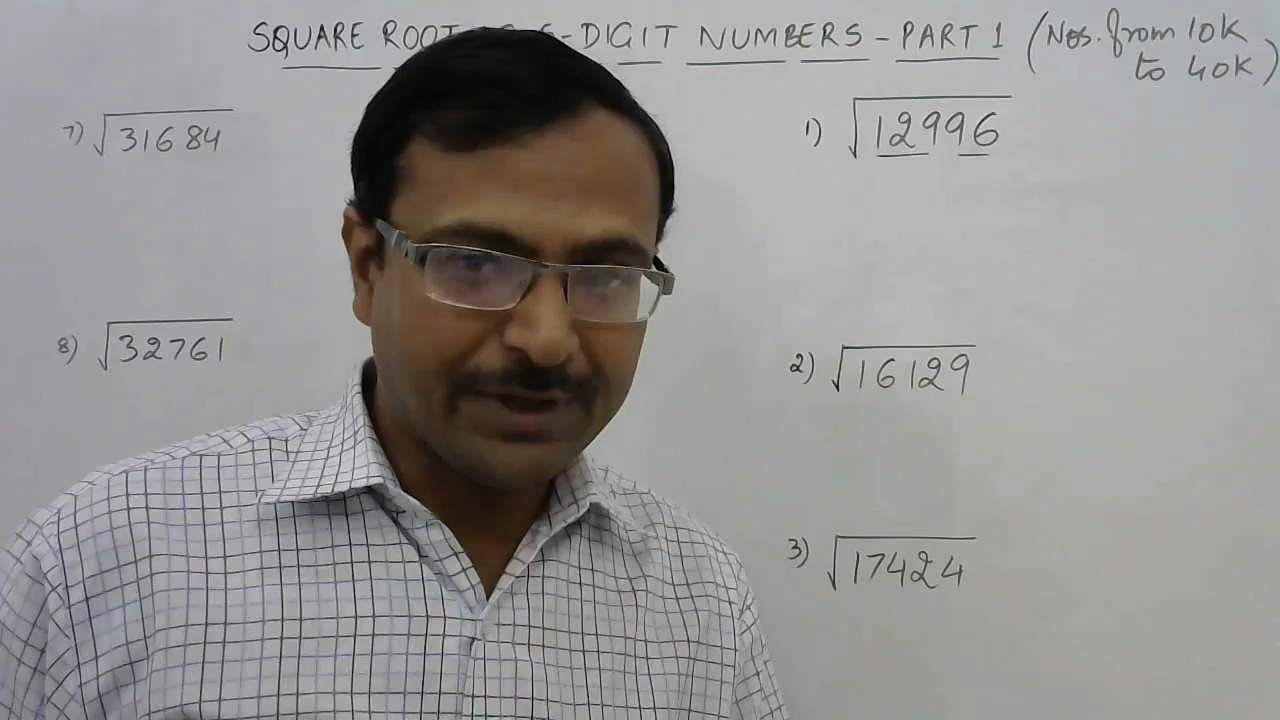 SQUARE ROOT -DIGIT NUMBERS - PART 1 (Nos. from 10K
to 40K)
7) √31684
1) √12996
8) √32761
2) √16129
3) √17424